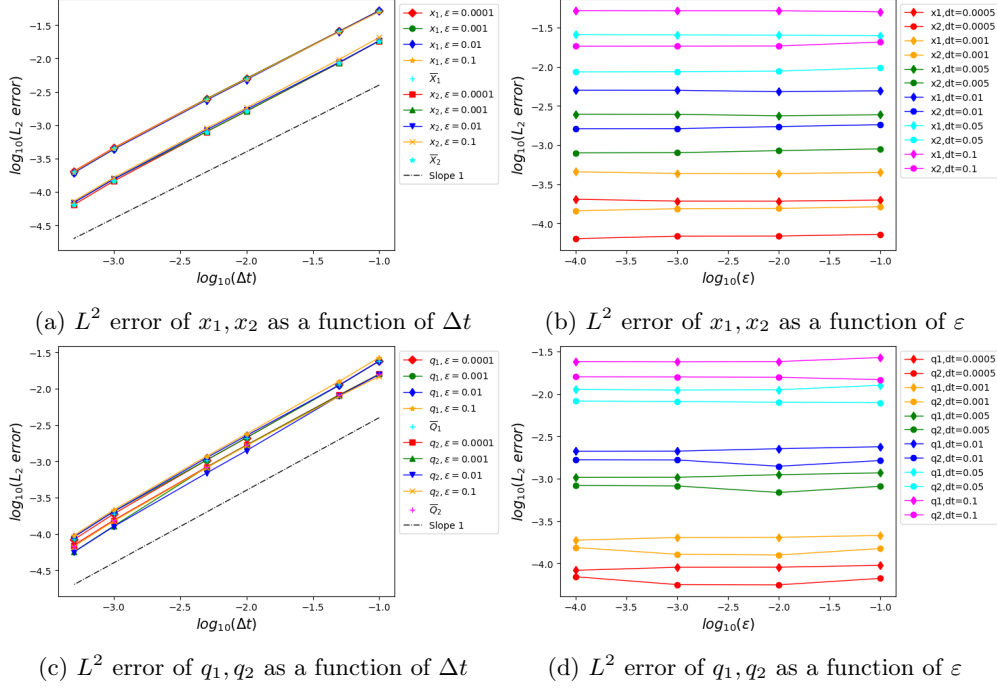 log₁₀(L₂ error)
−1.5
−2.0
−2.5
−3.0
−3.5
−4.0
−4.5
−3.0 −2.5 −2.0 −1.5 −1.0
log₁₀(Δt)
x₁, ε = 0.0001
x₁, ε = 0.001
x₁, ε = 0.01
x₁, ε = 0.1
X̅₁
x₂, ε = 0.0001
x₂, ε = 0.001
x₂, ε = 0.01
x₂, ε = 0.1
X̅₂
Slope 1
(a) L² error of x₁, x₂ as a function of Δt
log₁₀(L₂ error)
−1.5
−2.0
−2.5
−3.0
−3.5
−4.0
−4.0 −3.5 −3.0 −2.5 −2.0 −1.5 −1.0
log₁₀(ε)
x1,dt=0.0005
x2,dt=0.0005
x1,dt=0.001
x2,dt=0.001
x1,dt=0.005
x2,dt=0.005
x1,dt=0.01
x2,dt=0.01
x1,dt=0.05
x2,dt=0.05
x1,dt=0.1
x2,dt=0.1
(b) L² error of x₁, x₂ as a function of ε
log₁₀(L₂ error)
−1.5
−2.0
−2.5
−3.0
−3.5
−4.0
−4.5
−3.0 −2.5 −2.0 −1.5 −1.0
log₁₀(Δt)
q₁, ε = 0.0001
q₁, ε = 0.001
q₁, ε = 0.01
q₁, ε = 0.1
Q̅₁
q₂, ε = 0.0001
q₂, ε = 0.001
q₂, ε = 0.01
q₂, ε = 0.1
Q̅₂
Slope 1
(c) L² error of q₁, q₂ as a function of Δt
log₁₀(L₂ error)
−1.5
−2.0
−2.5
−3.0
−3.5
−4.0
−4.0 −3.5 −3.0 −2.5 −2.0 −1.5 −1.0
log₁₀(ε)
q1,dt=0.0005
q2,dt=0.0005
q1,dt=0.001
q2,dt=0.001
q1,dt=0.005
q2,dt=0.005
q1,dt=0.01
q2,dt=0.01
q1,dt=0.05
q2,dt=0.05
q1,dt=0.1
q2,dt=0.1
(d) L² error of q₁, q₂ as a function of ε